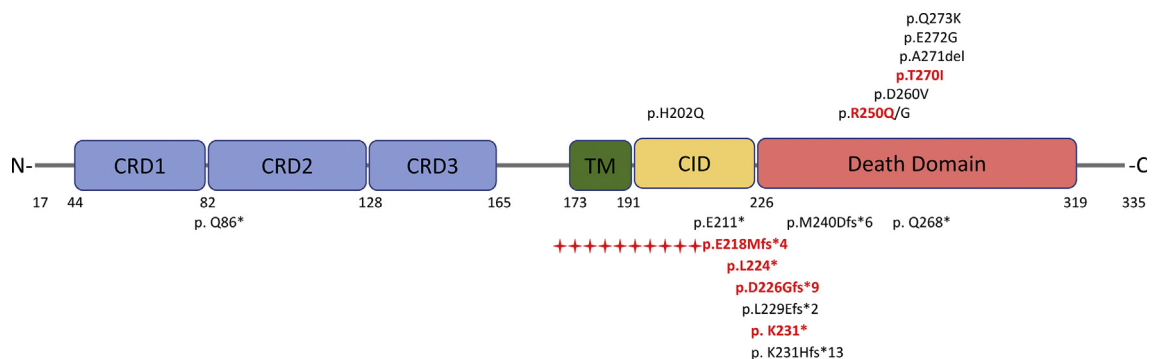 p.Q273K
p.E272G
p.A271del
p.T270I
p.D260V
p.H202Q p.R250Q/G
N- CRD1 CRD2 CRD3 TM CID Death Domain -C
17 44 82 128 165 173 191 226 319 335
p. Q86* p.E211* p.M240Dfs*6 p. Q268*
p.E218Mfs*4
p.L224*
p.D226Gfs*9
p.L229Efs*2
p. K231*
p. K231Hfs*13